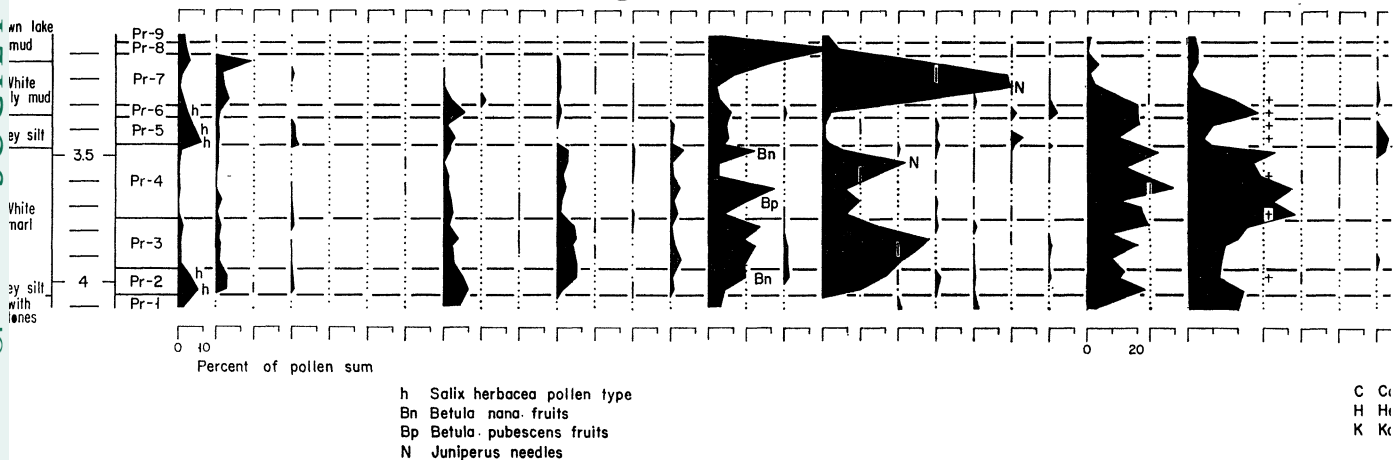 wn lake
mud
White
ly mud
ey silt
White
marl
ey silt
with
tones
3.5
4
Pr-9
Pr-8
Pr-7
Pr-6
Pr-5
Pr-4
Pr-3
Pr-2
Pr-1
h
h
h
h
h
Bn
Bp
Bn
N
N
+
+
+
+
+
+
+
0 10
Percent of pollen sum
0 20
h Salix herbacea pollen type
Bn Betula nana fruits
Bp Betula pubescens fruits
N Juniperus needles
C
H
K